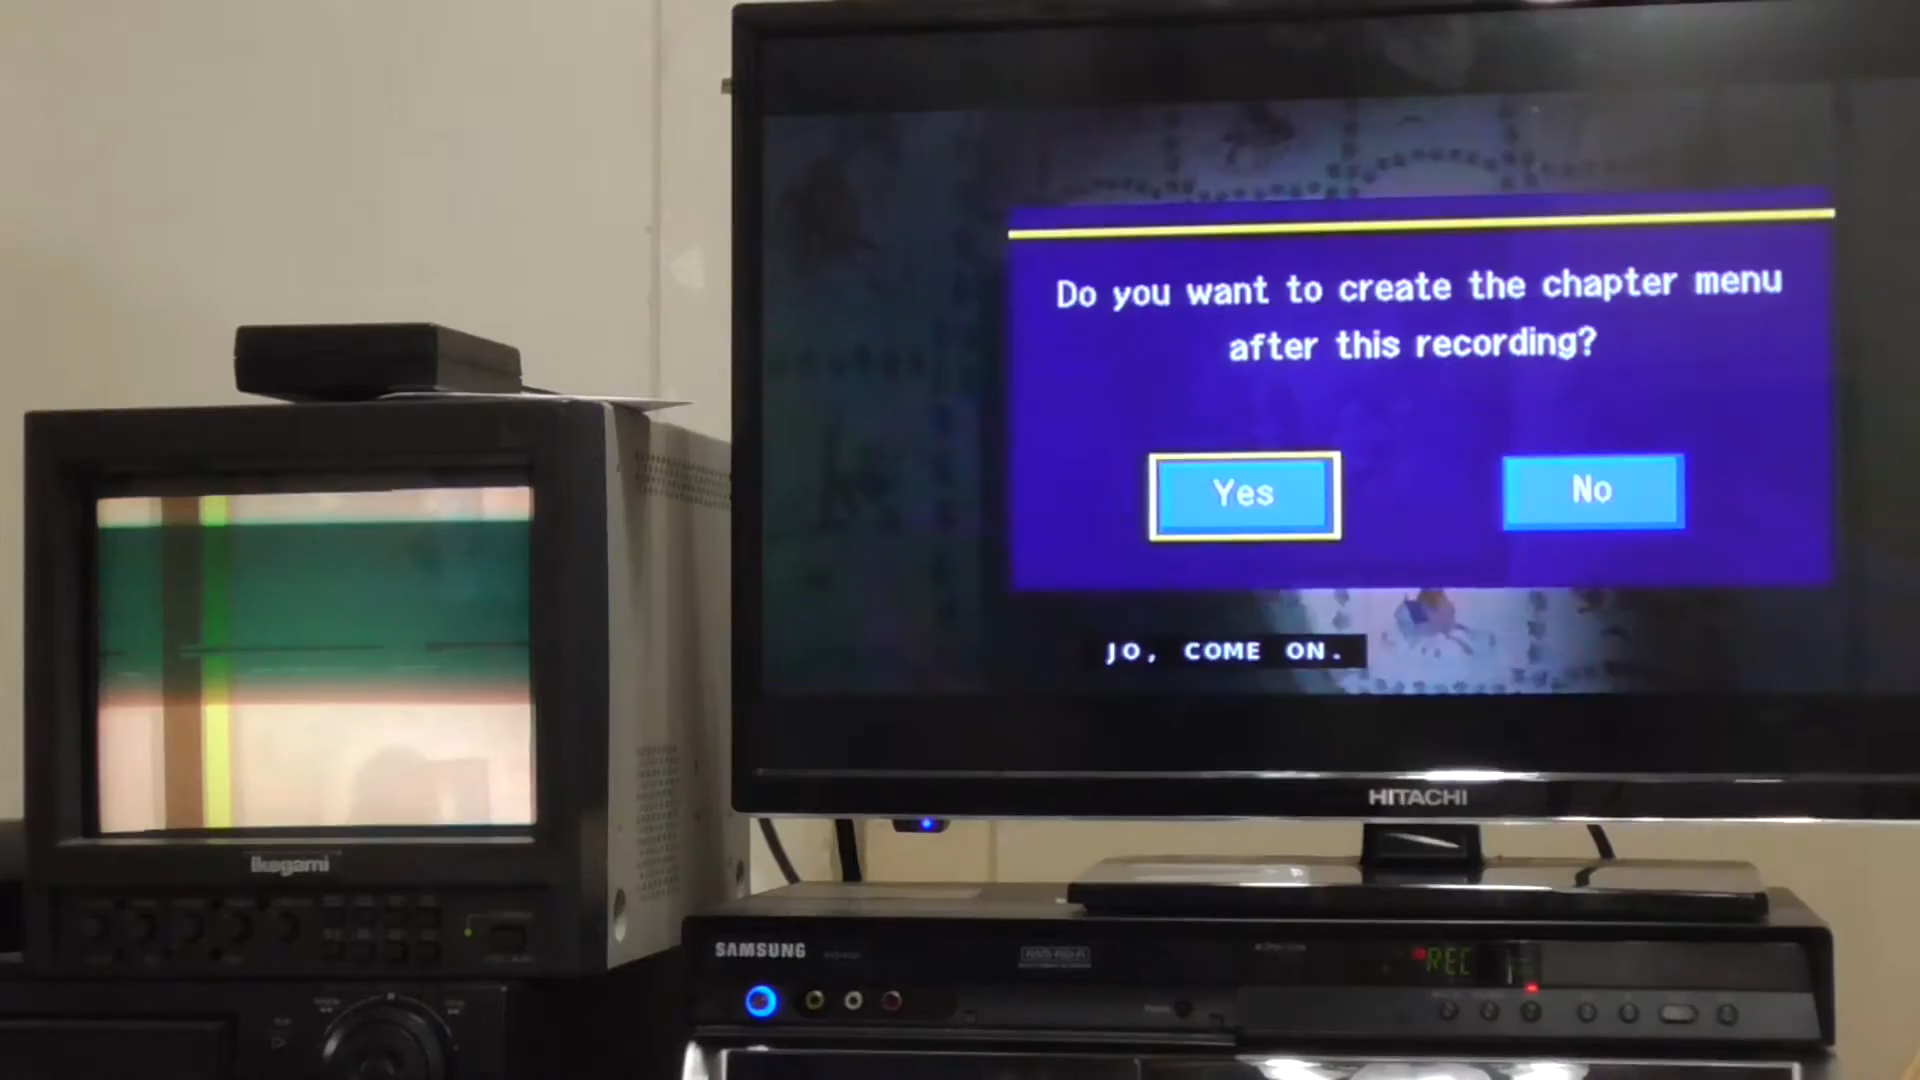 Do you want to create the chapter menu
after this recording?
Yes
No
JO, COME ON.
HITACHI
Ikegami
SAMSUNG
REC